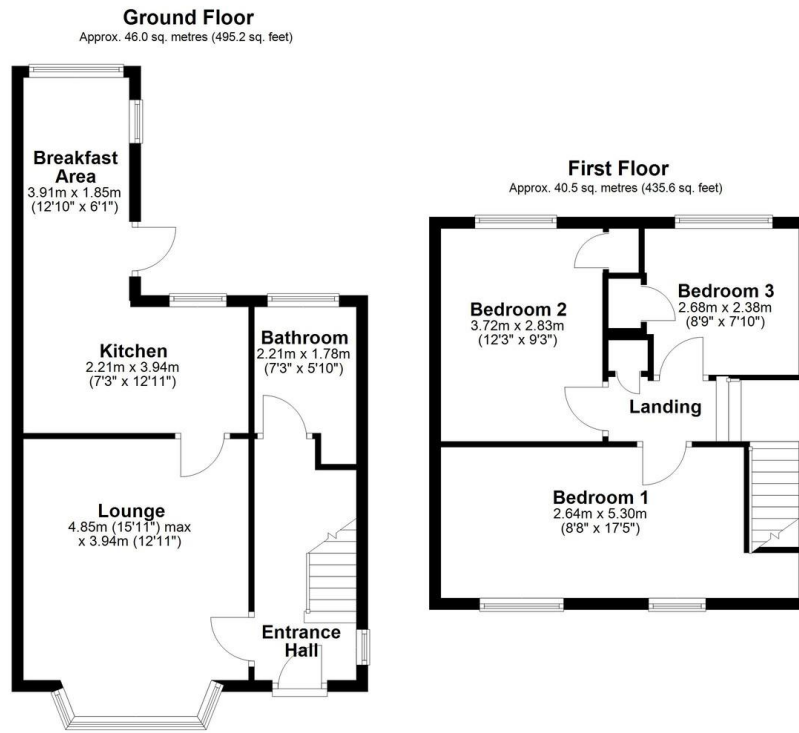 Ground Floor
Approx. 46.0 sq. metres (495.2 sq. feet)
Breakfast
Area
3.91m x 1.85m
(12'10" x 6'1")
Kitchen
2.21m x 3.94m
(7'3" x 12'11")
Bathroom
2.21m x 1.78m
(7'3" x 5'10")
Lounge
4.85m (15'11") max
x 3.94m (12'11")
Entrance
Hall
First Floor
Approx. 40.5 sq. metres (435.6 sq. feet)
Bedroom 2
3.72m x 2.83m
(12'3" x 9'3")
Bedroom 3
2.68m x 2.38m
(8'9" x 7'10")
Landing
Bedroom 1
2.64m x 5.30m
(8'8" x 17'5")